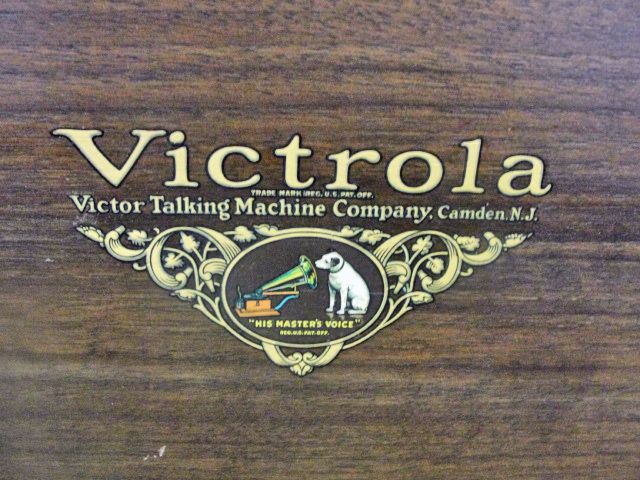 Victrola
TRADE MARK REG. U.S. PAT. OFF.
Victor Talking Machine Company. Camden. N.J.
"HIS MASTER'S VOICE"
REG. U.S. PAT. OFF.